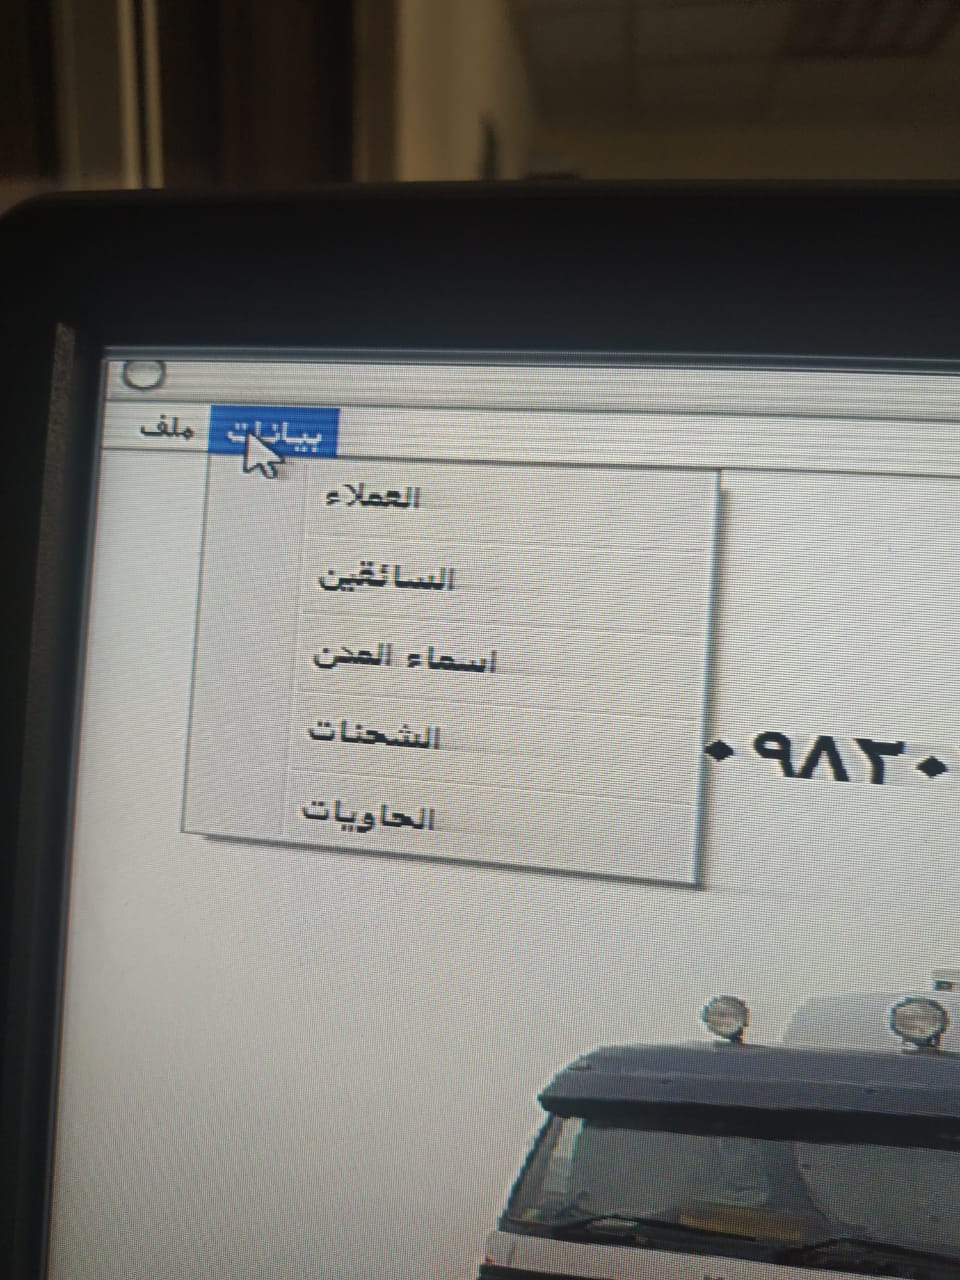 ملف بيانات
العملاء
السائقين
اسماء المدن
الشحنات
٠٩٨٢٠
الحاويات